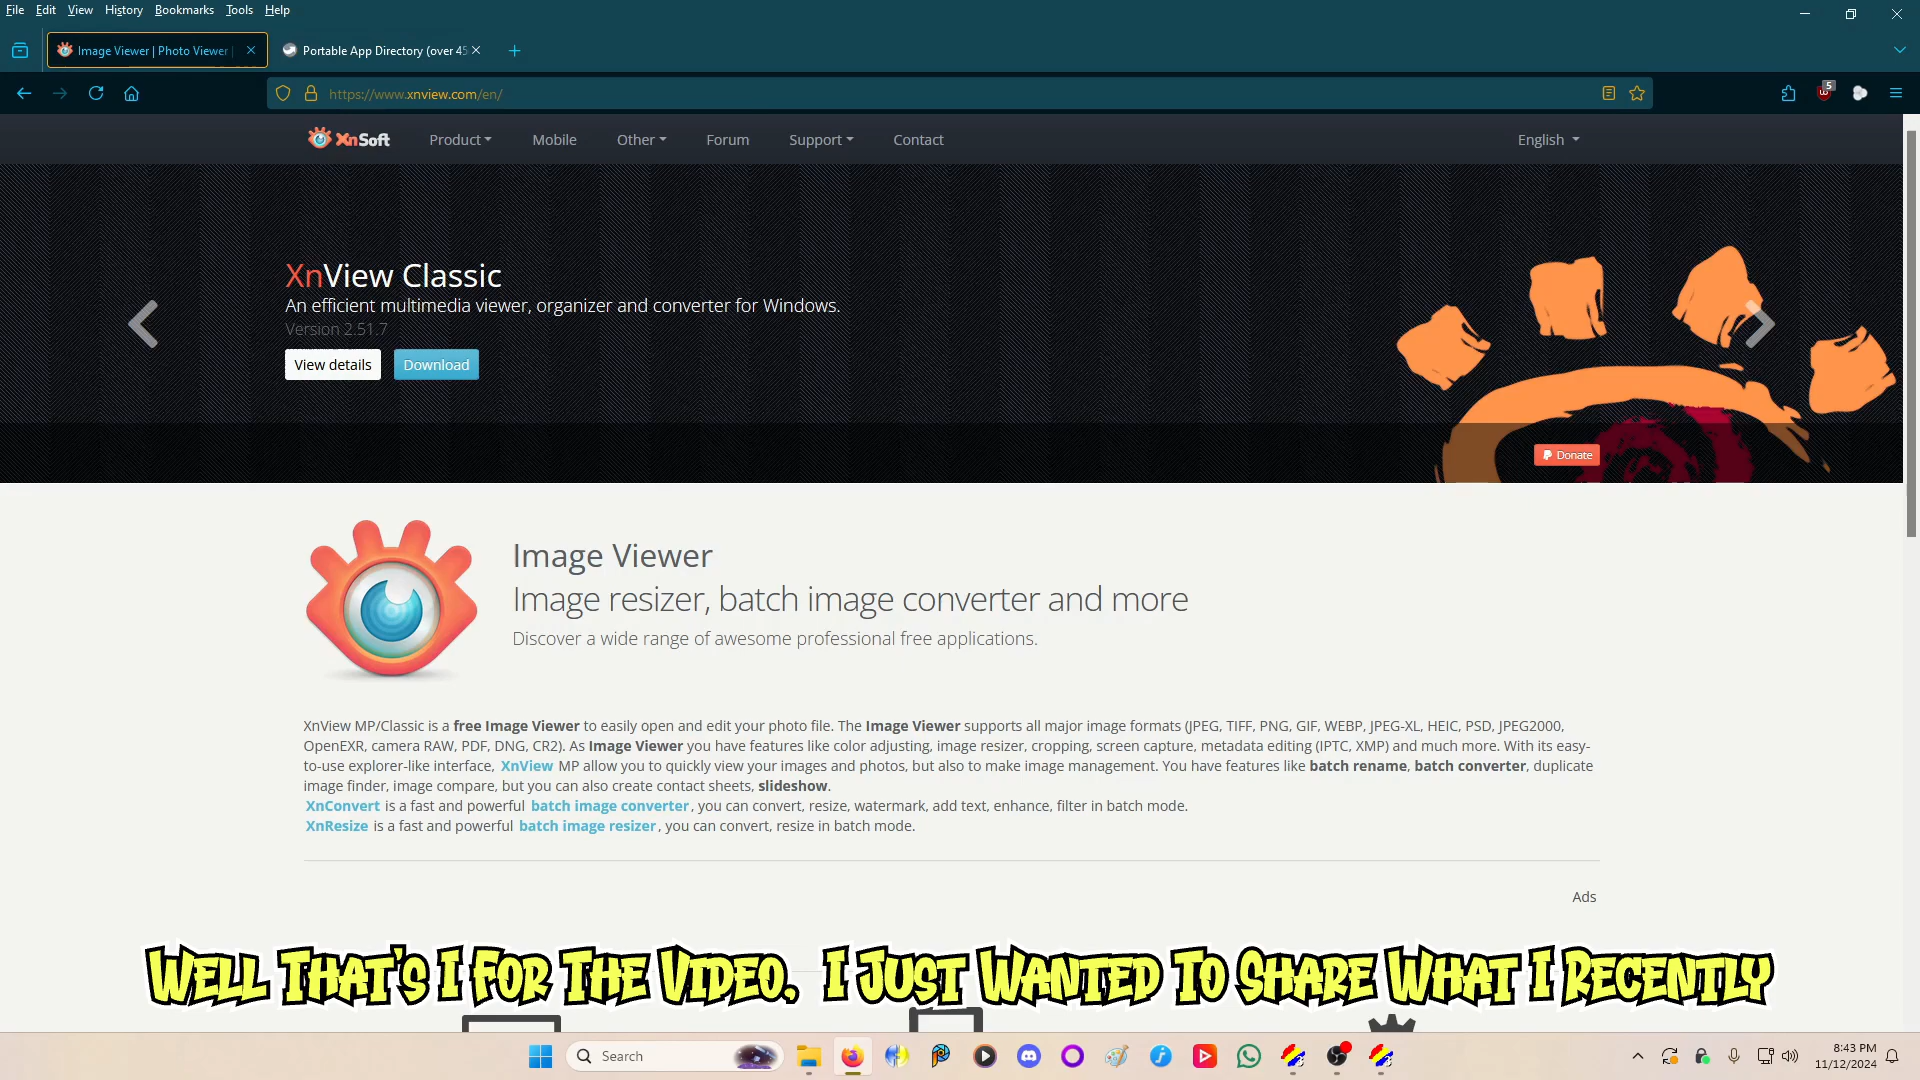 File Edit View History Bookmarks Tools Help
Image Viewer | Photo Viewer |
Portable App Directory (over 45
https://www.xnview.com/en/
5
XnSoft Product Mobile Other Forum Support Contact English
XnView Classic
An efficient multimedia viewer, organizer and converter for Windows.
Version 2.51.7
View details Download
Donate
Image Viewer
Image resizer, batch image converter and more
Discover a wide range of awesome professional free applications.
XnView MP/Classic is a free Image Viewer to easily open and edit your photo file. The Image Viewer supports all major image formats (JPEG, TIFF, PNG, GIF, WEBP, JPEG-XL, HEIC, PSD, JPEG2000,
OpenEXR, camera RAW, PDF, DNG, CR2). As Image Viewer you have features like color adjusting, image resizer, cropping, screen capture, metadata editing (IPTC, XMP) and much more. With its easy-
to-use explorer-like interface, XnView MP allow you to quickly view your images and photos, but also to make image management. You have features like batch rename, batch converter, duplicate
image finder, image compare, but you can also create contact sheets, slideshow.
XnConvert is a fast and powerful batch image converter, you can convert, resize, watermark, add text, enhance, filter in batch mode.
XnResize is a fast and powerful batch image resizer, you can convert, resize in batch mode.
Ads
Well That's I For The Video, I Just Wanted To Share What I Recently
Search
8:43 PM
11/12/2024